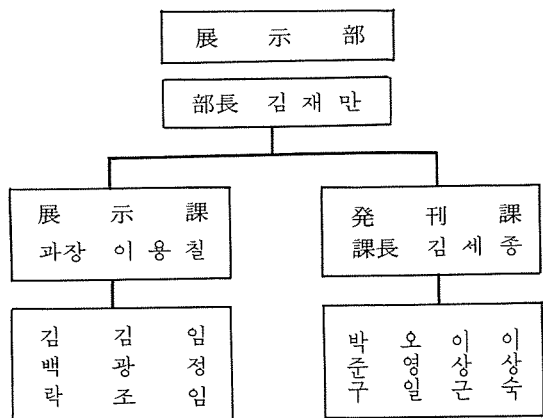 展示部
部長 김재만
展示課
과장 이용칠
김백락
김광조
임정임
発刊課
課長 김세종
박준구
오영일
이상근
이상숙